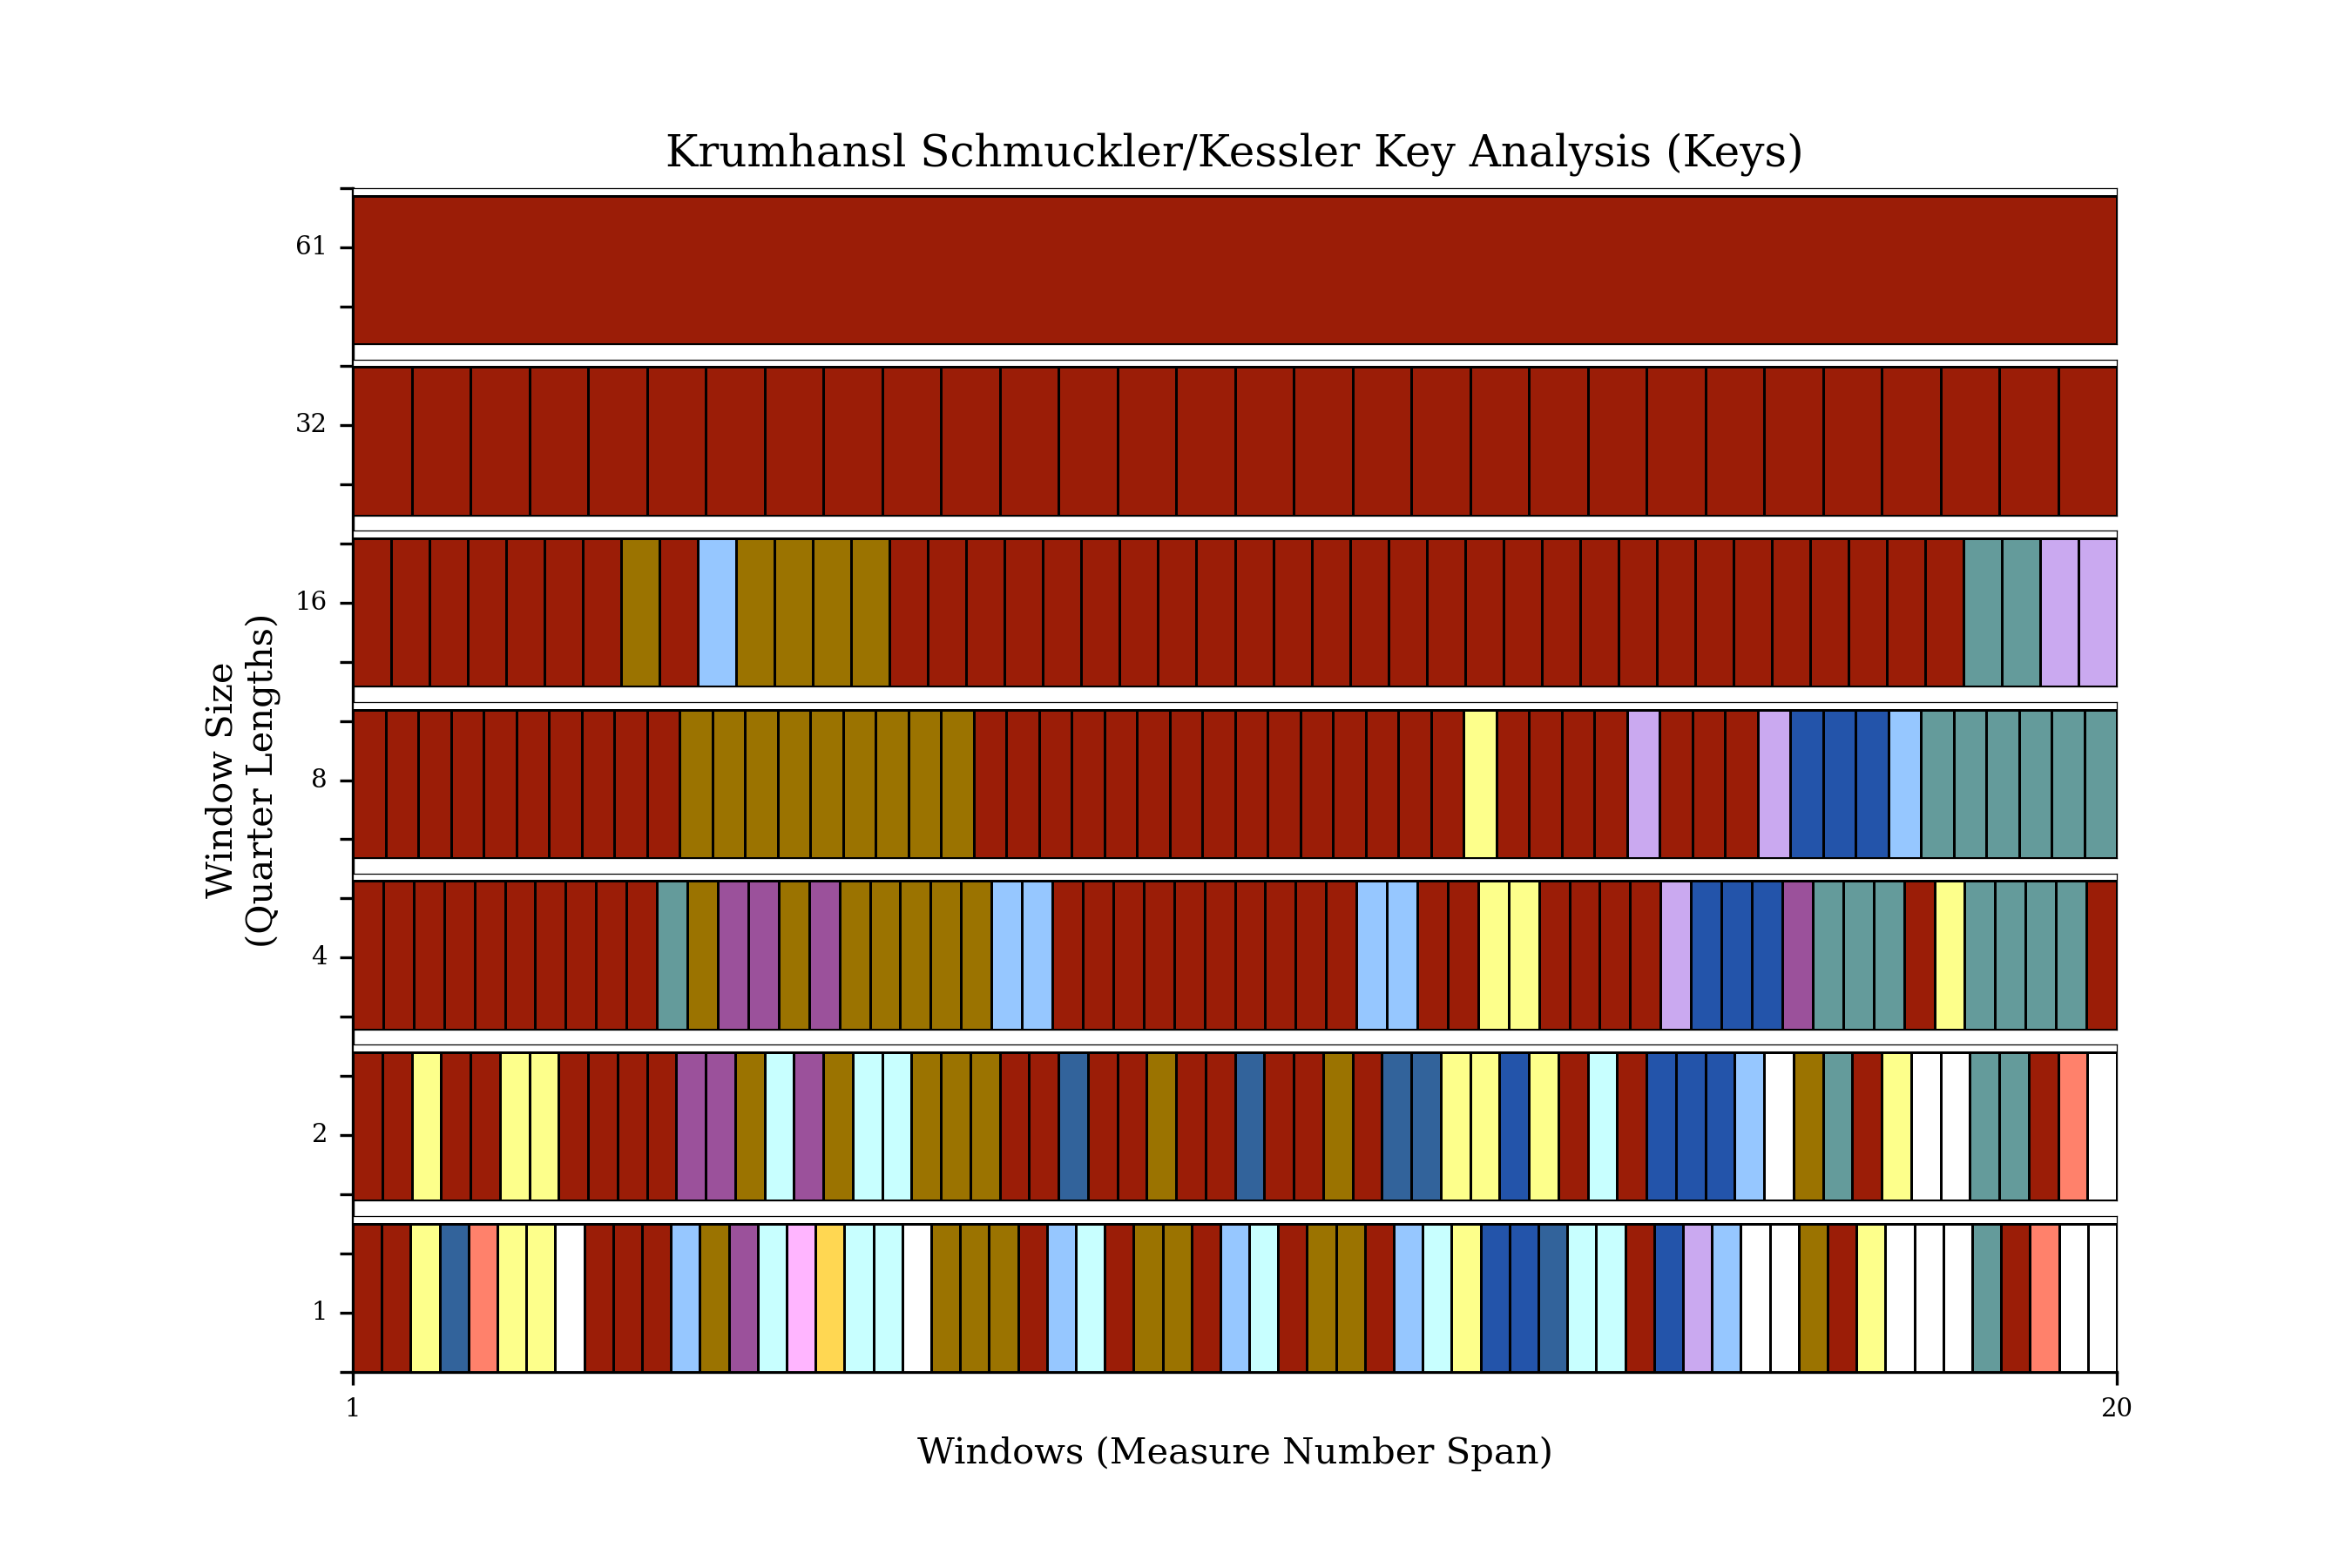 Krumhansl Schmuckler/Kessler Key Analysis (Keys)
Window Size
(Quarter Lengths)
61
32
16
8
4
2
1
1
20
Windows (Measure Number Span)